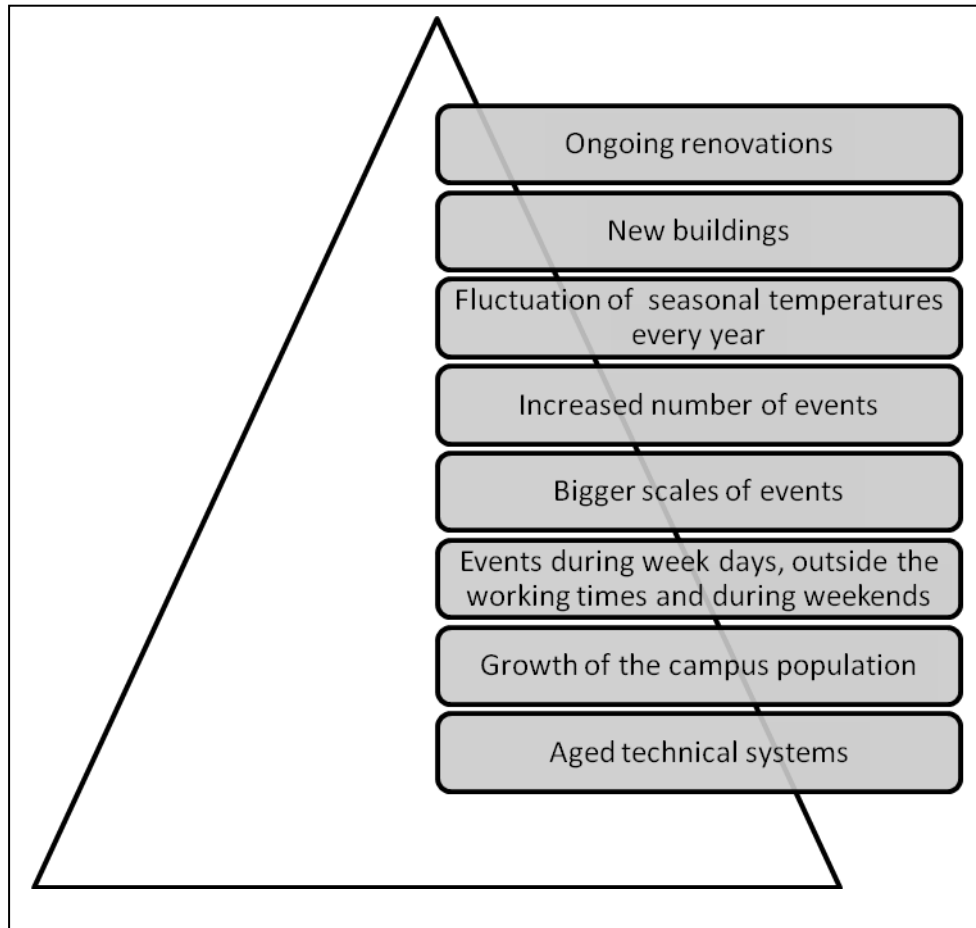 Ongoing renovations
New buildings
Fluctuation of seasonal temperatures
every year
Increased number of events
Bigger scales of events
Events during week days, outside the
working times and during weekends
Growth of the campus population
Aged technical systems